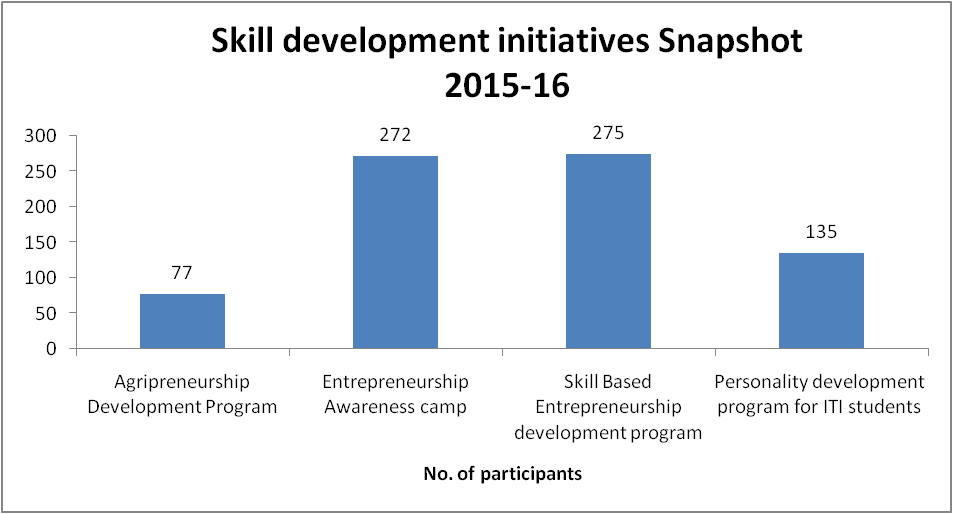 Skill development initiatives Snapshot
2015-16
300
250
200
150
100
50
0
77
272
275
135
Agripreneurship
Development Program
Entrepreneurship
Awareness camp
Skill Based
Entrepreneurship
development program
Personality development
program for ITI students
No. of participants